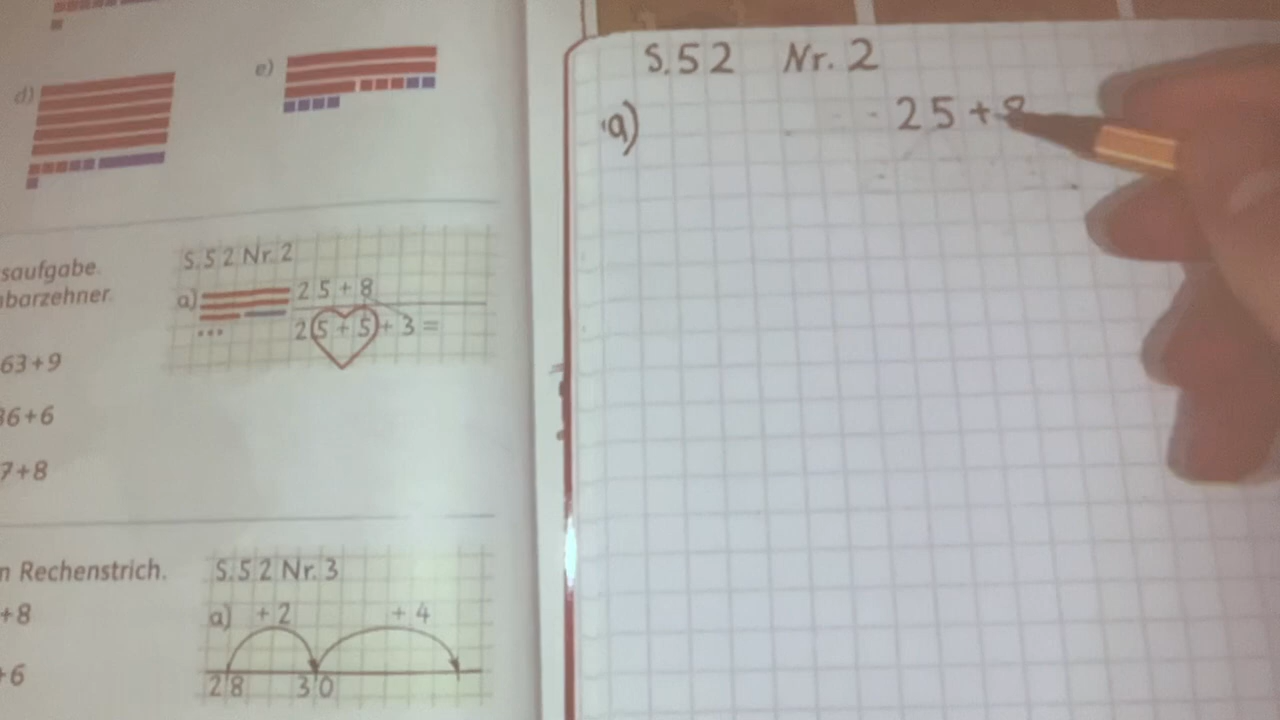 d)
e)
saufgabe.
barzehner.
63+9
36+6
7+8
S.52 Nr. 2
a) 25+8
25+5+3=
n Rechenstrich.
+8
+6
S.52 Nr. 3
a) +2 +4
28 30
S.52 Nr. 2
a) 25+8